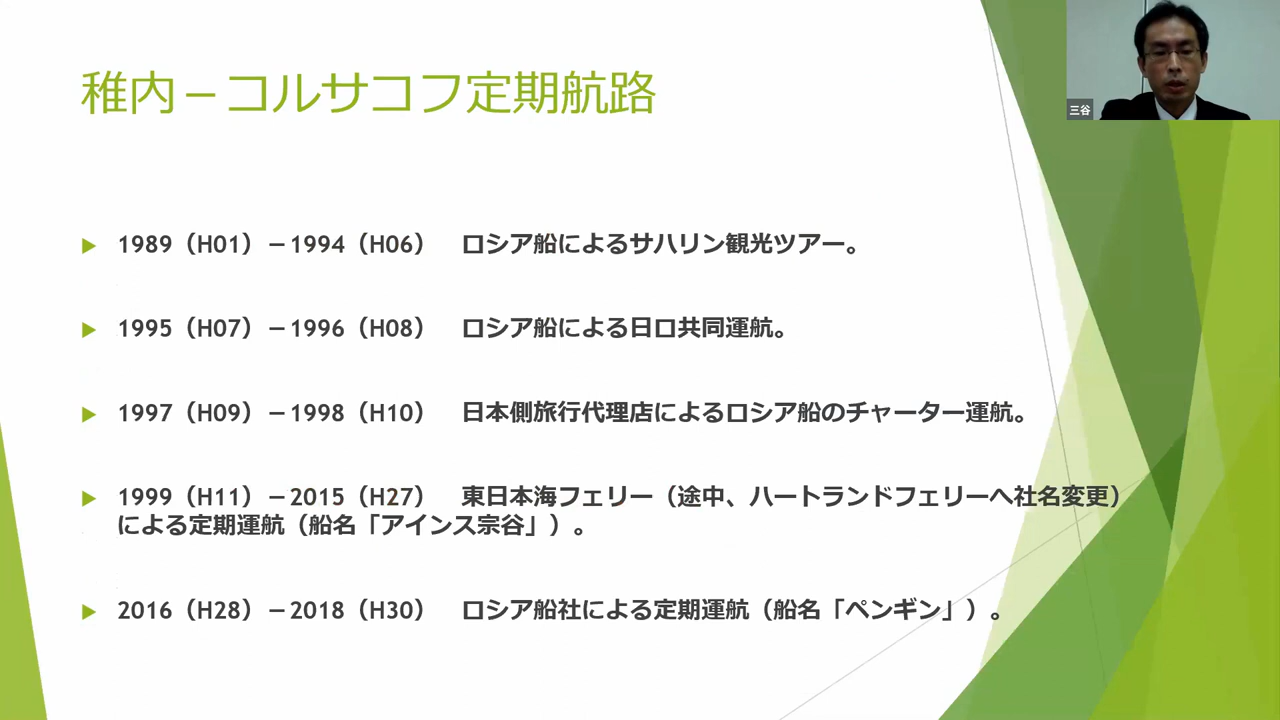 稚内－コルサコフ定期航路
三谷
1989（H01）－1994（H06）　ロシア船によるサハリン観光ツアー。
1995（H07）－1996（H08）　ロシア船による日ロ共同運航。
1997（H09）－1998（H10）　日本側旅行代理店によるロシア船のチャーター運航。
1999（H11）－2015（H27）　東日本海フェリー（途中、ハートランドフェリーへ社名変更）
による定期運航（船名「アインス宗谷」）。
2016（H28）－2018（H30）　ロシア船社による定期運航（船名「ペンギン」）。